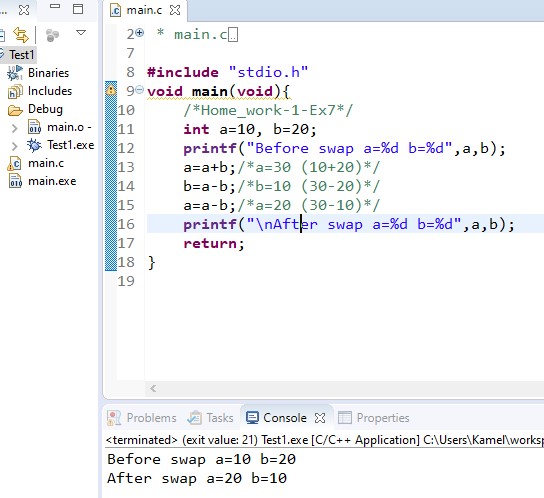 ...
main.c
Test1
Binaries
Includes
Debug
main.o -
Test1.exe
main.c
main.exe
2 * main.c
7
8 #include "stdio.h"
9 void main(void){
10 /*Home_work-1-Ex7*/
11 int a=10, b=20;
12 printf("Before swap a=%d b=%d",a,b);
13 a=a+b;/*a=30 (10+20)*/
14 b=a-b;/*b=10 (30-20)*/
15 a=a-b;/*a=20 (30-10)*/
16 printf("\nAfter swap a=%d b=%d",a,b);
17 return;
18 }
19
Problems Tasks Console Properties
<terminated> (exit value: 21) Test1.exe [C/C++ Application] C:\Users\Kamel\worksp
Before swap a=10 b=20
After swap a=20 b=10